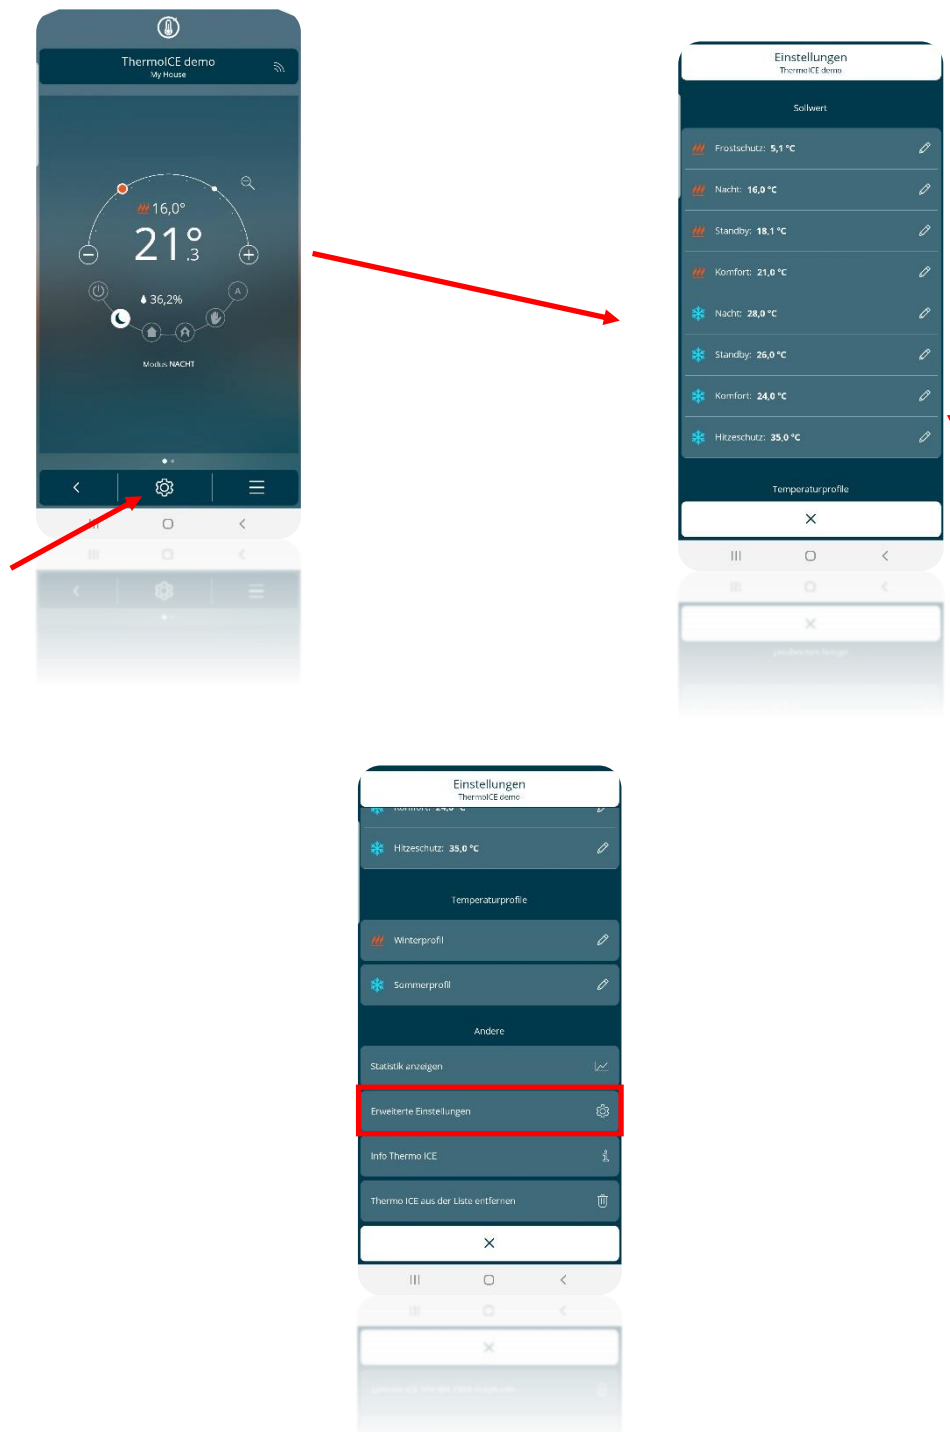 ThermoICE demo
My House
16,0°
21°.3
36,2%
A
Modus NACHT
Einstellungen
ThermoICE demo
Sollwert
Frostschutz: 5,1 °C
Nacht: 16,0 °C
Standby: 18,1 °C
Komfort: 21,0 °C
Nacht: 28,0 °C
Standby: 26,0 °C
Komfort: 24,0 °C
Hitzeschutz: 35,0 °C
Temperaturprofile
Einstellungen
ThermoICE demo
Komfort: 24,0 °C
Hitzeschutz: 35,0 °C
Temperaturprofile
Winterprofil
Sommerprofil
Andere
Statistik anzeigen
Erweiterte Einstellungen
Info Thermo ICE
Thermo ICE aus der Liste entfernen